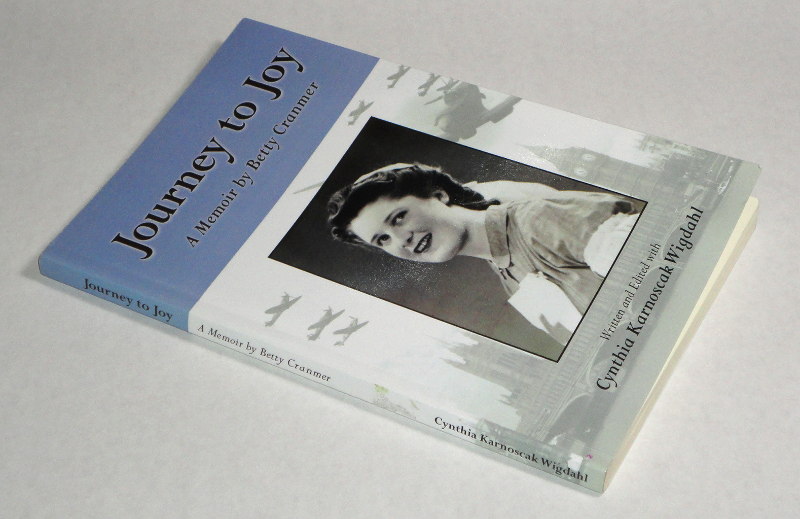 Journey to Joy
A Memoir by Betty Cranmer
Written and Edited with
Cynthia Karnoscak Wigdahl
Journey to Joy
A Memoir by Betty Cranmer
Cynthia Karnoscak Wigdahl